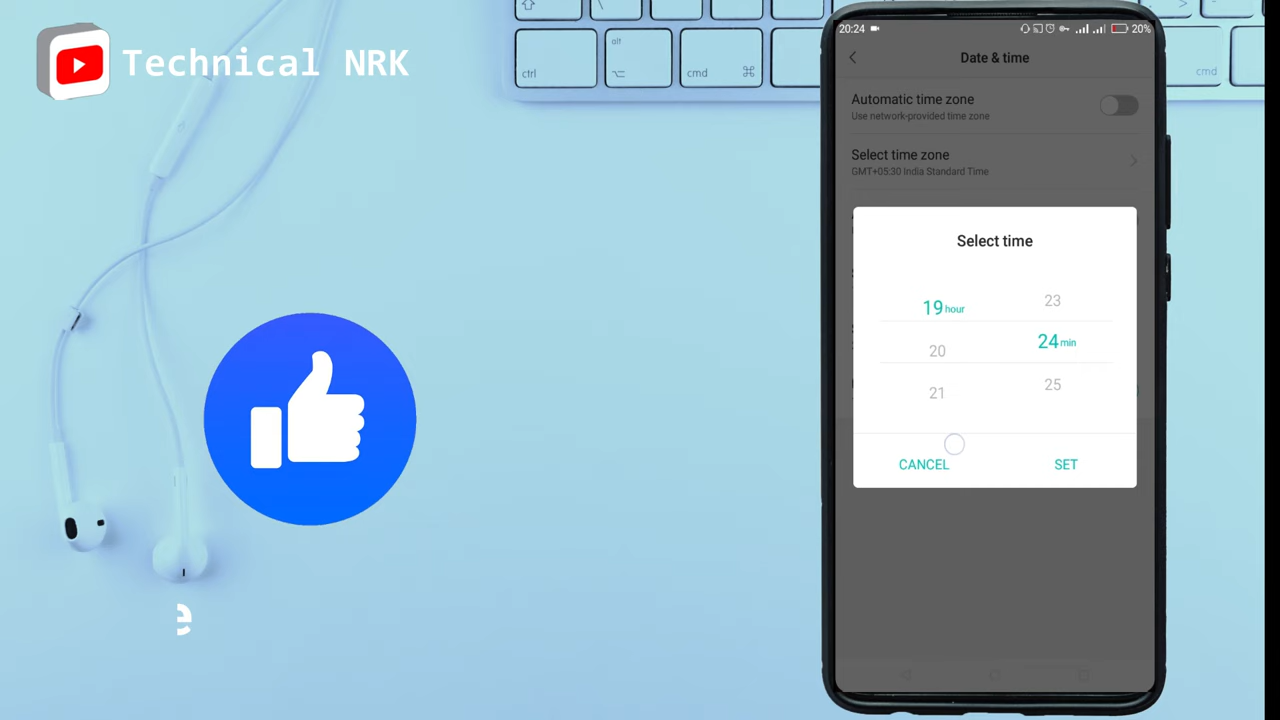 Technical NRK
ctrl
alt
cmd
cmd
20:24
20%
Date & time
Automatic time zone
Use network-provided time zone
Select time zone
GMT+05:30 India Standard Time
Select time
19 hour
23
20
24 min
21
25
CANCEL
SET
e